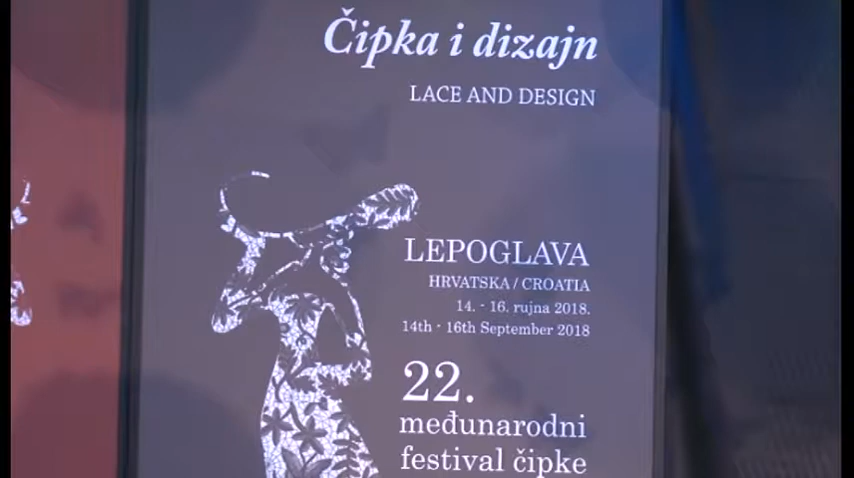 Čipka i dizajn
LACE AND DESIGN
LEPOGLAVA
HRVATSKA / CROATIA
14. - 16. rujna 2018.
14th - 16th September 2018
22.
međunarodni
festival čipke